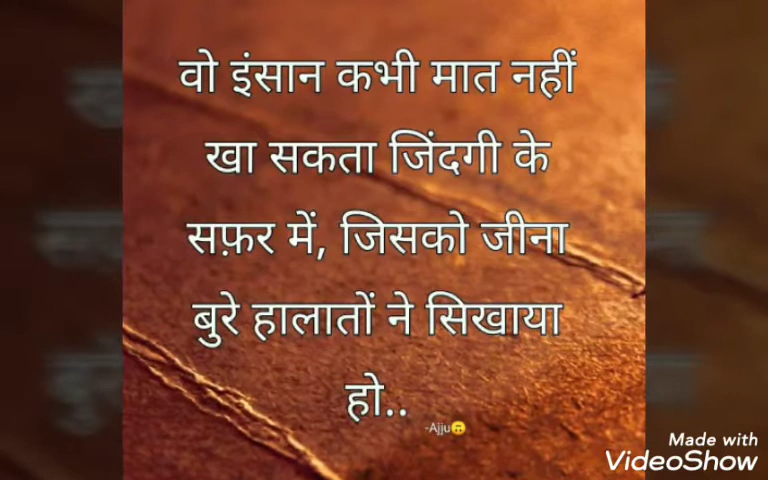 वो इंसान कभी मात नहीं
खा सकता जिंदगी के
सफ़र में, जिसको जीना
बुरे हालातों ने सिखाया
हो..
-Ajju🙃
Made with
VideoShow